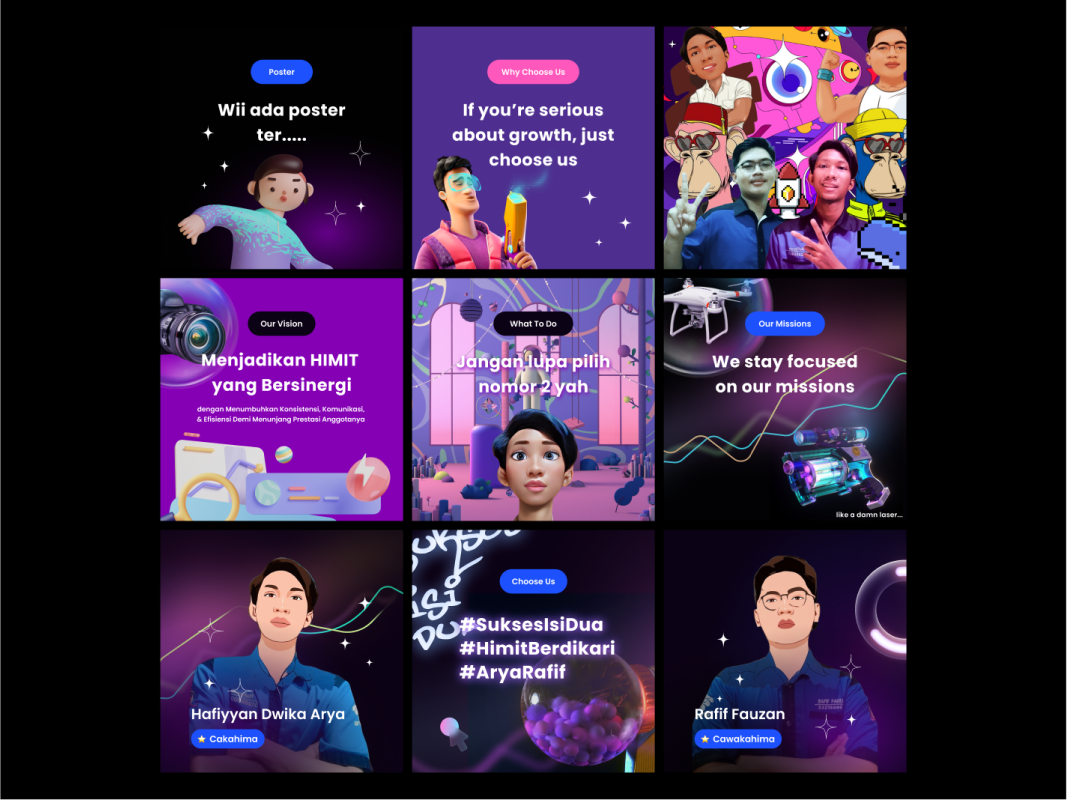 Poster
Wii ada poster
ter.....
Why Choose Us
If you're serious
about growth, just
choose us
Our Vision
Menjadikan HIMIT
yang Bersinergi
dengan Menumbuhkan Konsistensi, Komunikasi,
& Efisiensi Demi Menunjang Prestasi Anggotanya
What To Do
Jangan lupa pilih
nomor 2 yah
Our Missions
We stay focused
on our missions
like a damn laser...
Hafiyyan Dwika Arya
Cakahima
Choose Us
#SuksesIsiDua
#HimitBerdikari
#AryaRafif
Rafif Fauzan
Cawakahima